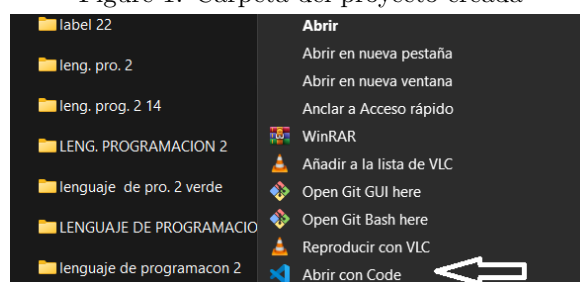 Figure 1: Carpeta del proyecto creada
label 22
leng. pro. 2
leng. prog. 2 14
LENG. PROGRAMACION 2
lenguaje de pro. 2 verde
LENGUAJE DE PROGRAMACIO
lenguaje de programacon 2
Abrir
Abrir en nueva pestaña
Abrir en nueva ventana
Anclar a Acceso rápido
WinRAR
Añadir a la lista de VLC
Open Git GUI here
Open Git Bash here
Reproducir con VLC
Abrir con Code